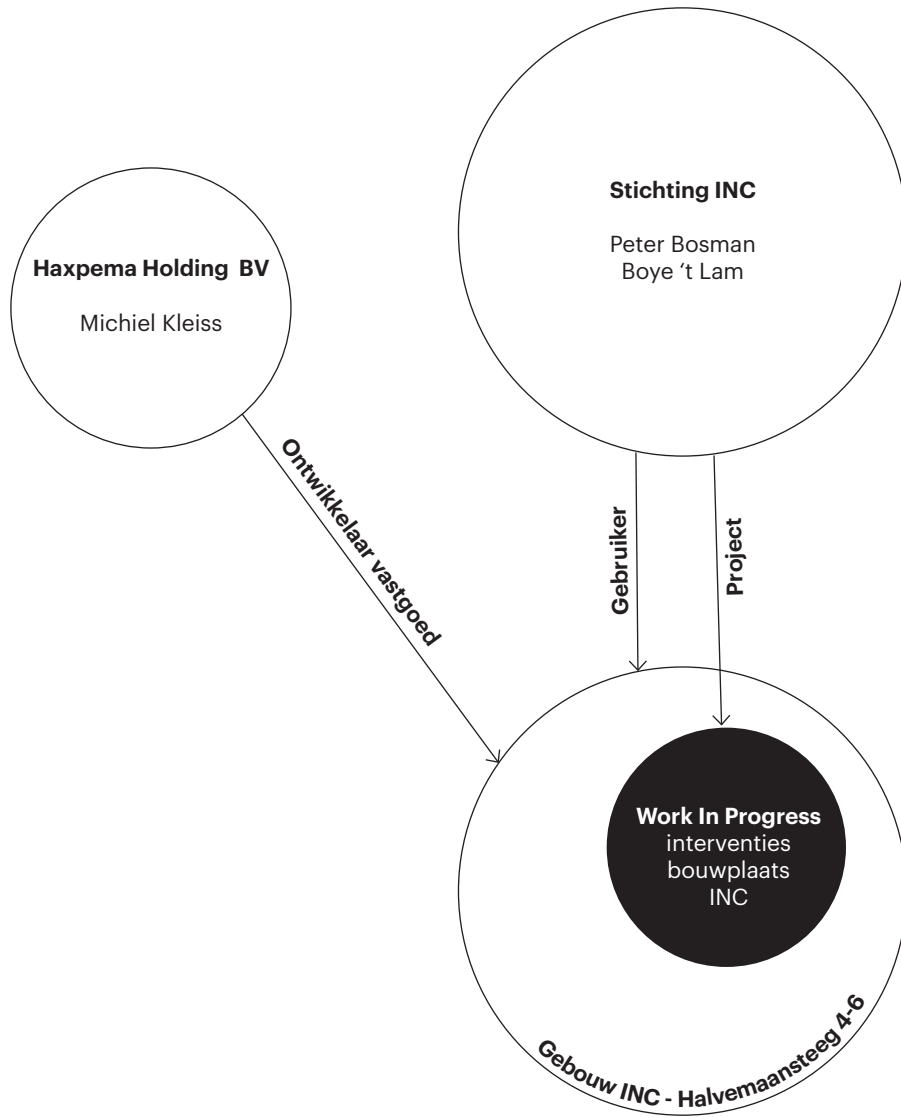 Stichting INC
Peter Bosman
Boye ‘t Lam
Haxpema Holding BV
Michiel Kleiss
Ontwikkelaar vastgoed
Gebruiker
Project
Work In Progress
interventies
bouwplaats
INC
Gebouw INC - Halvemaansteeg 4-6